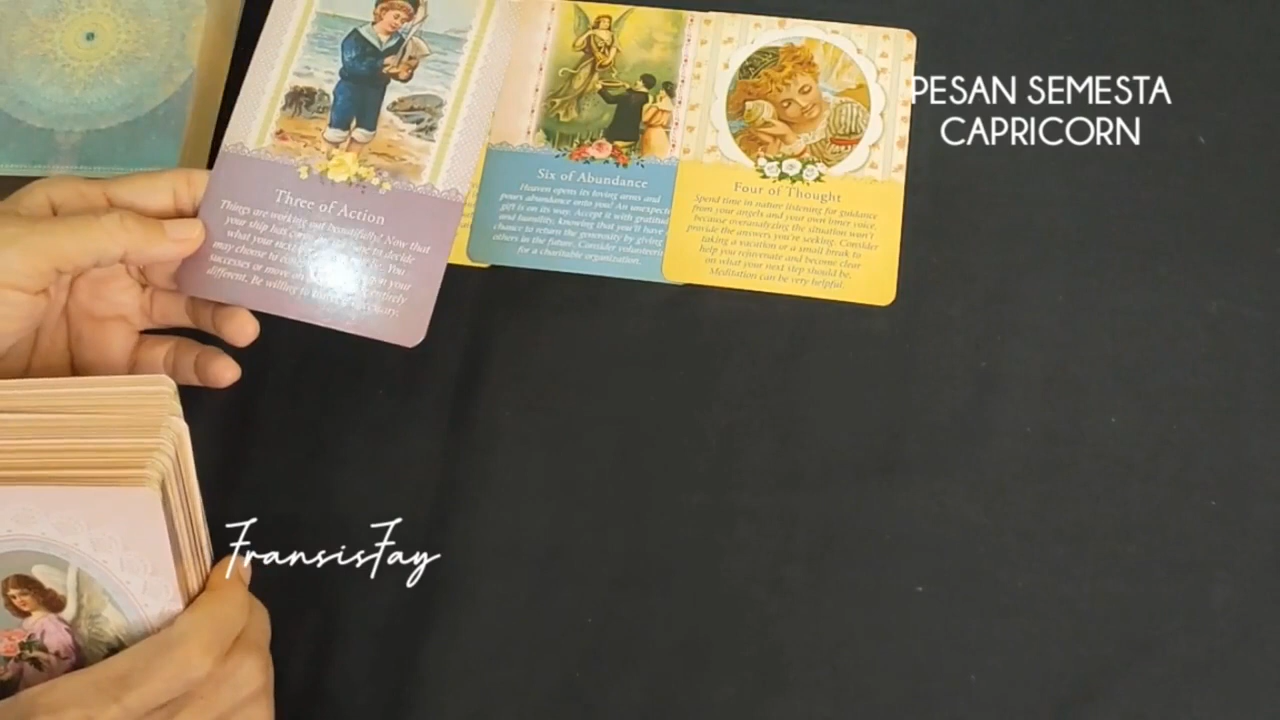 PESAN SEMESTA
CAPRICORN
Three of Action
Things are working out beautifully! Now that
your ship has
to decide
what your next
You
may choose to
on your
successes or move on
entirely
different. Be willing to
Six of Abundance
Heaven opens its loving arms and
pours abundance onto you! An
gift is on its way. Accept it with
and humility, knowing that you'll have
chance to return the generosity by giving
others in the future. Consider
for a charitable organization.
Four of Thought
Spend time in nature listening for guidance
from your angels and your own inner voice,
because overanalyzing the situation won't
provide the answers you're seeking. Consider
taking a vacation or a small break to
help you rejuvenate and become clear
on what your next step should be.
Meditation can be very helpful.
FransisFay